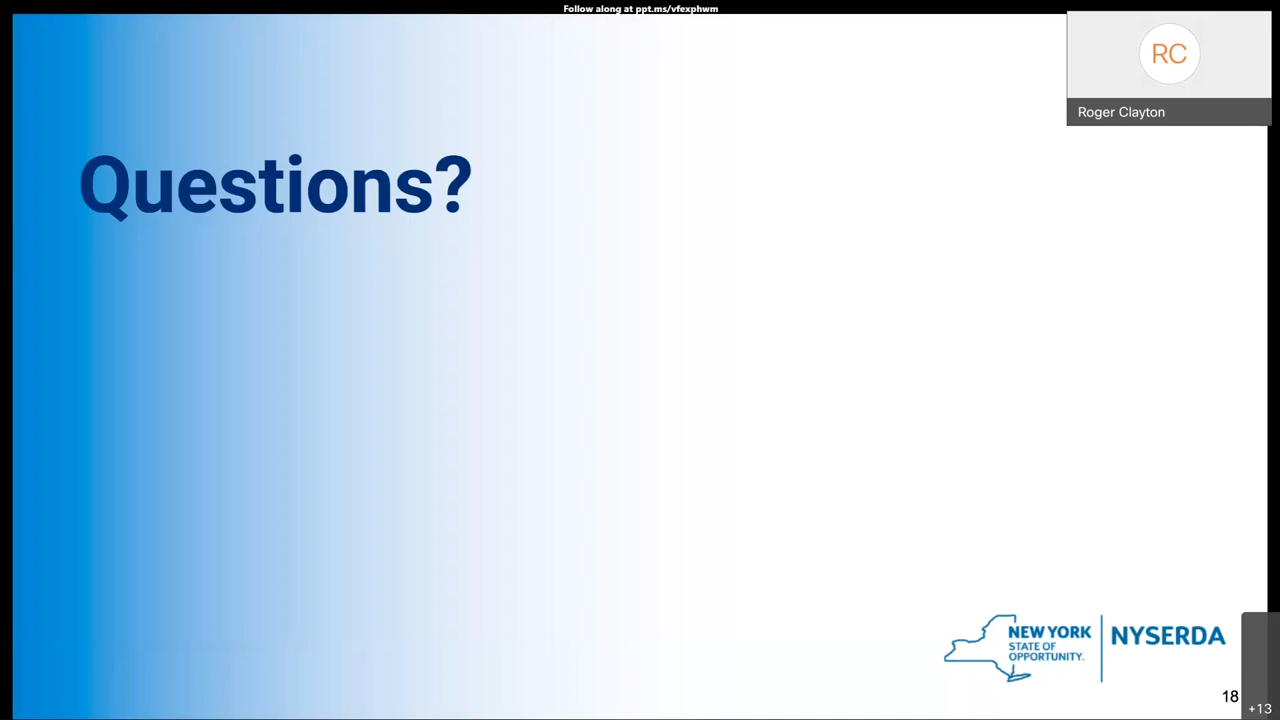 Follow along at ppt.ms/vfexphwm
RC
Roger Clayton
Questions?
NEW YORK
STATE OF
OPPORTUNITY.
NYSERDA
18
+13